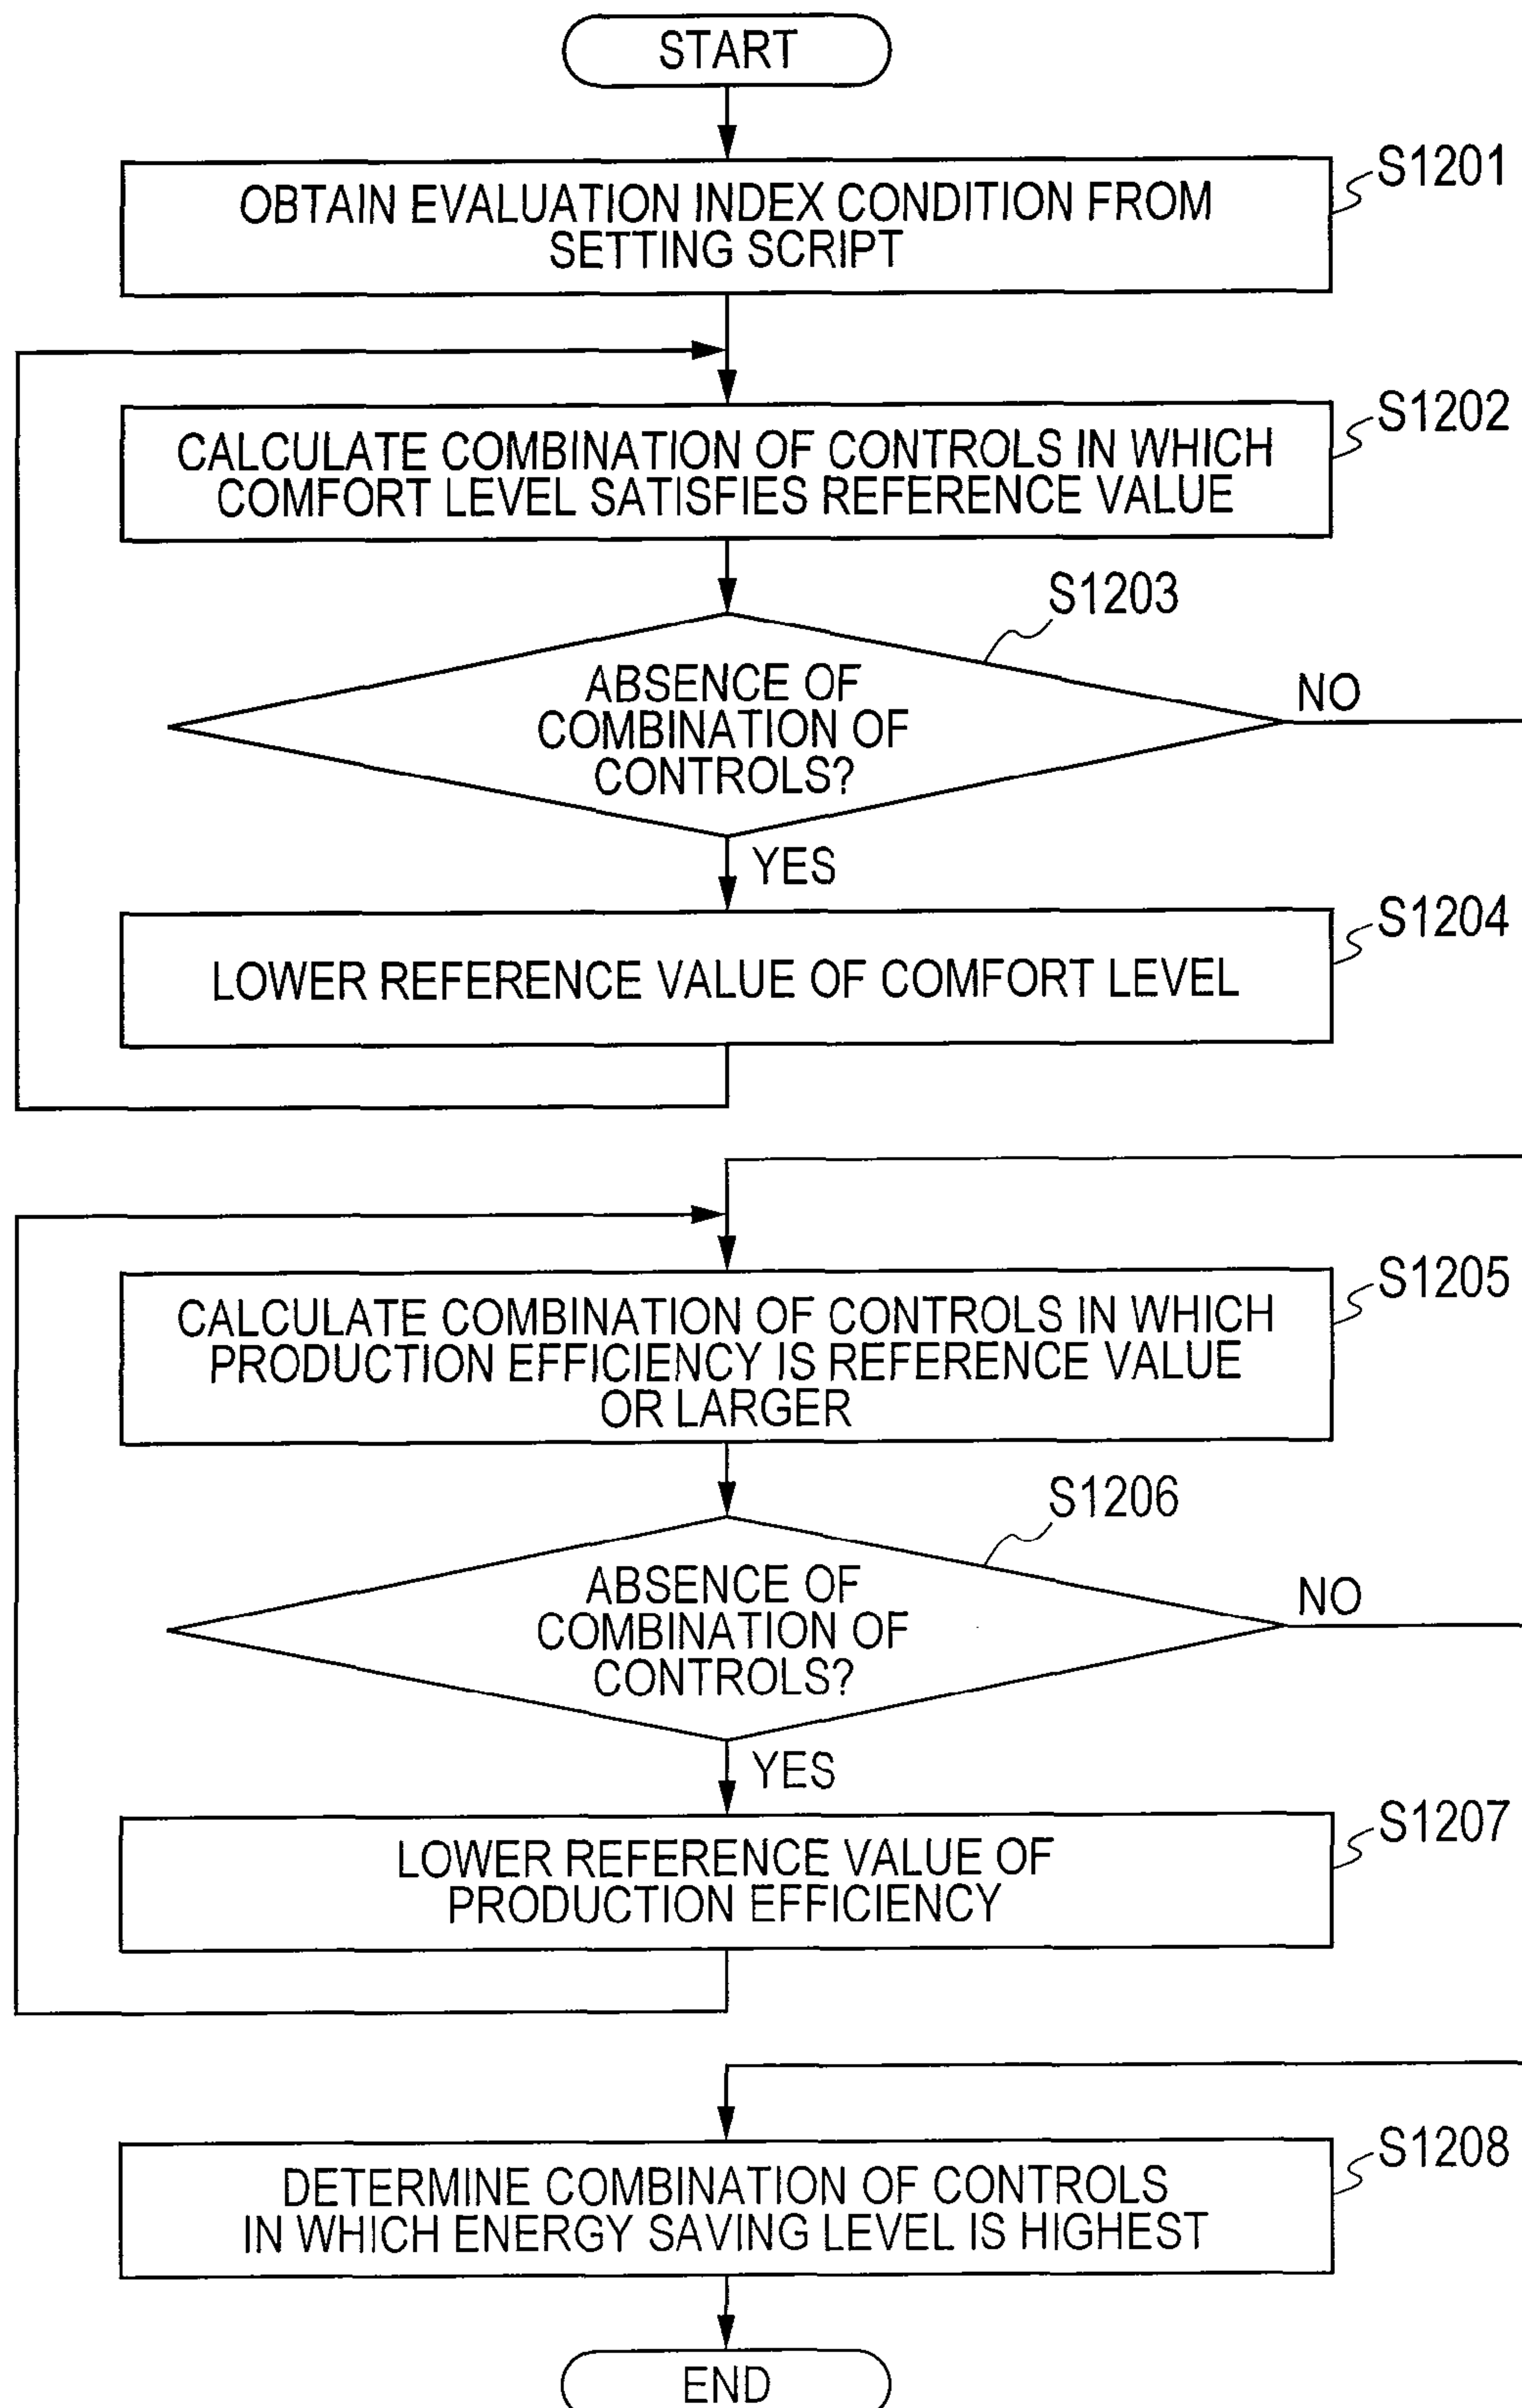 START
S1201
OBTAIN EVALUATION INDEX CONDITION FROM
SETTING SCRIPT
S1202
CALCULATE COMBINATION OF CONTROLS IN WHICH
COMFORT LEVEL SATISFIES REFERENCE VALUE
S1203
ABSENCE OF
COMBINATION OF
CONTROLS?
NO
YES
S1204
LOWER REFERENCE VALUE OF COMFORT LEVEL
S1205
CALCULATE COMBINATION OF CONTROLS IN WHICH
PRODUCTION EFFICIENCY IS REFERENCE VALUE
OR LARGER
S1206
ABSENCE OF
COMBINATION OF
CONTROLS?
NO
YES
S1207
LOWER REFERENCE VALUE OF
PRODUCTION EFFICIENCY
S1208
DETERMINE COMBINATION OF CONTROLS
IN WHICH ENERGY SAVING LEVEL IS HIGHEST
END